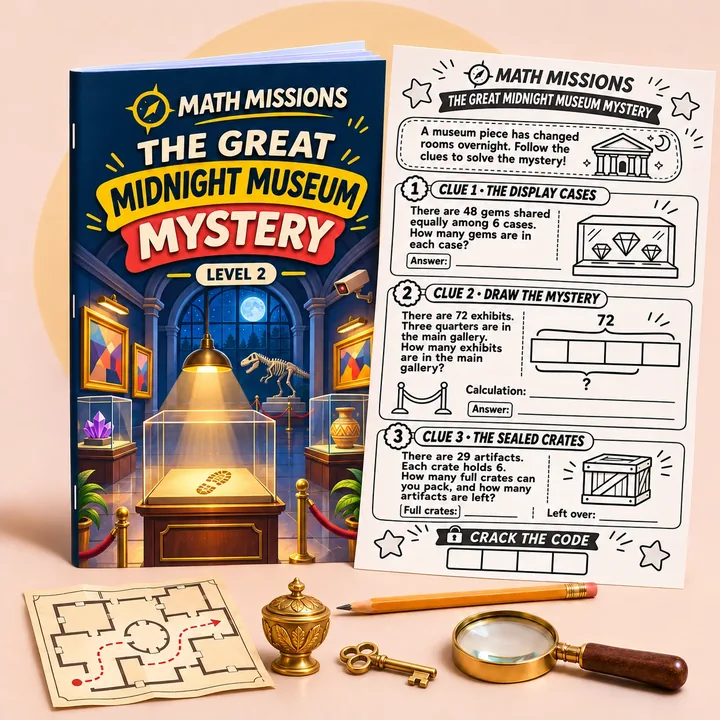 MATH MISSIONS
THE GREAT
MIDNIGHT MUSEUM
MYSTERY
LEVEL 2
MATH MISSIONS
THE GREAT MIDNIGHT MUSEUM MYSTERY
A museum piece has changed
rooms overnight. Follow the
clues to solve the mystery!
1 CLUE 1 • THE DISPLAY CASES
There are 48 gems shared
equally among 6 cases.
How many gems are in
each case?
Answer:
2 CLUE 2 • DRAW THE MYSTERY
There are 72 exhibits.
Three quarters are in
the main gallery.
How many exhibits
are in the main
gallery?
72
?
Calculation:
Answer:
3 CLUE 3 • THE SEALED CRATES
There are 29 artifacts.
Each crate holds 6.
How many full crates can
you pack, and how many
artifacts are left?
Full crates:
Left over:
CRACK THE CODE